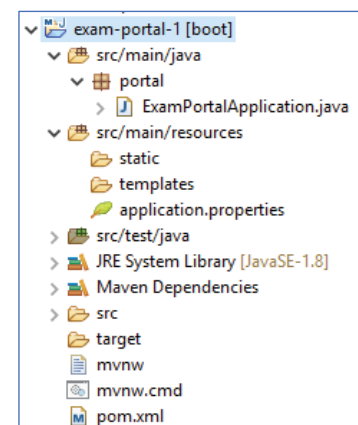 exam-portal-1 [boot]
src/main/java
portal
ExamPortalApplication.java
src/main/resources
static
templates
application.properties
src/test/java
JRE System Library [JavaSE-1.8]
Maven Dependencies
src
target
mvnw
mvnw.cmd
pom.xml